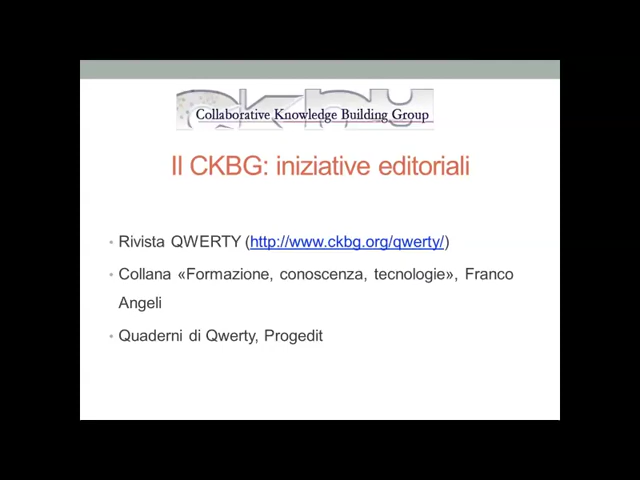 ckbg
Collaborative Knowledge Building Group
Il CKBG: iniziative editoriali
• Rivista QWERTY (http://www.ckbg.org/qwerty/)
• Collana «Formazione, conoscenza, tecnologie», Franco
Angeli
• Quaderni di Qwerty, Progedit